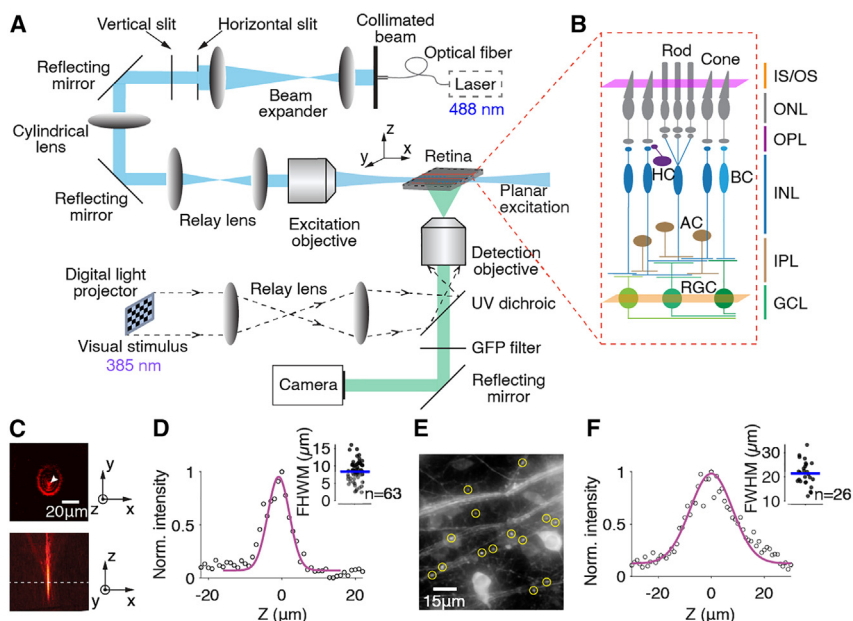 A
Vertical slit
Horizontal slit
Collimated
beam
Optical fiber
Laser
488 nm
Reflecting
mirror
Beam
expander
Cylindrical
lens
z
y
x
Retina
Planar
excitation
Reflecting
mirror
Relay lens
Excitation
objective
Detection
objective
Digital light
projector
Relay lens
UV dichroic
Visual stimulus
385 nm
GFP filter
Camera
Reflecting
mirror
B
Rod
Cone
HC
BC
AC
RGC
IS/OS
ONL
OPL
INL
IPL
GCL
C
20μm
y
z
x
z
y
x
D
Norm. intensity
1
0.5
0
-20
0
20
Z (μm)
FHWM (μm)
15
10
5
0
n=63
E
15μm
F
Norm. intensity
1
0.5
0
-20
0
20
Z (μm)
FWHM (μm)
30
20
10
n=26